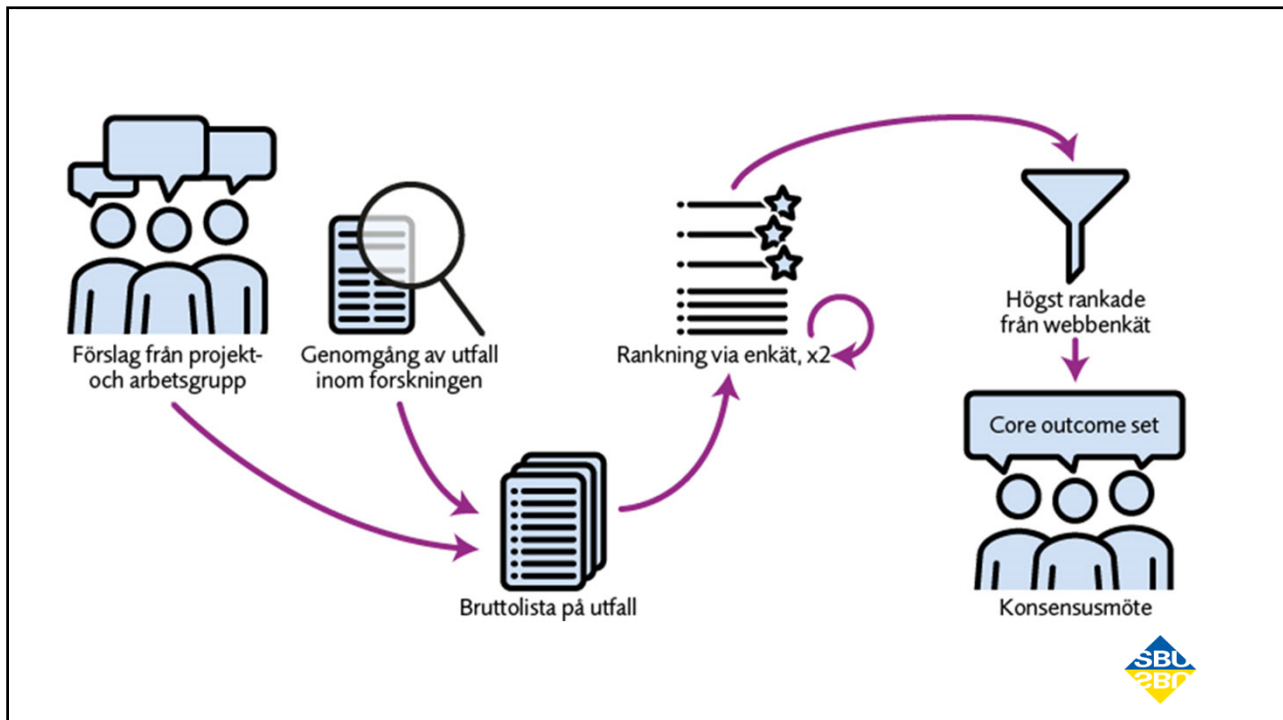 Förslag från projekt-
och arbetsgrupp
Genomgång av utfall
inom forskningen
Bruttolista på utfall
Rankning via enkät, x2
Högst rankade
från webbenkät
Core outcome set
Konsensusmöte
SBU